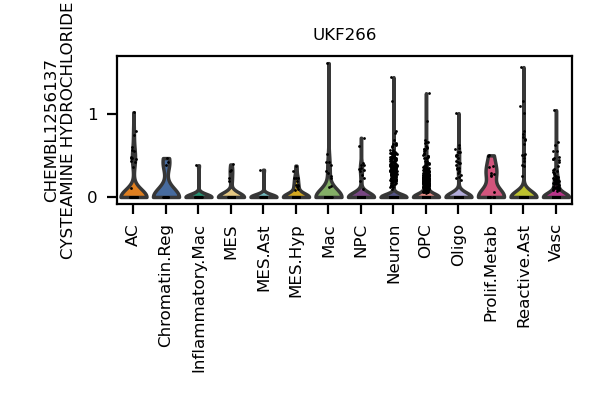 UKF266
CHEMBL1256137
CYSTEAMINE HYDROCHLORIDE
1
0
AC
Chromatin.Reg
Inflammatory.Mac
MES
MES.Ast
MES.Hyp
Mac
NPC
Neuron
OPC
Oligo
Prolif.Metab
Reactive.Ast
Vasc